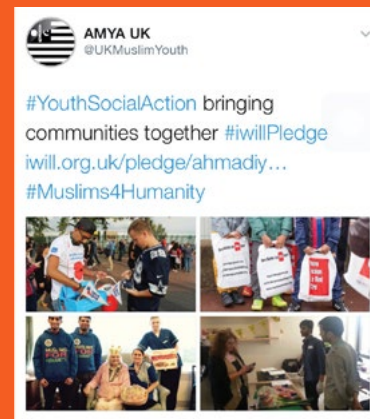 AMYA UK
@UKMuslimYouth
#YouthSocialAction bringing
communities together #iwillPledge
iwill.org.uk/pledge/ahmadiy…
#Muslims4Humanity